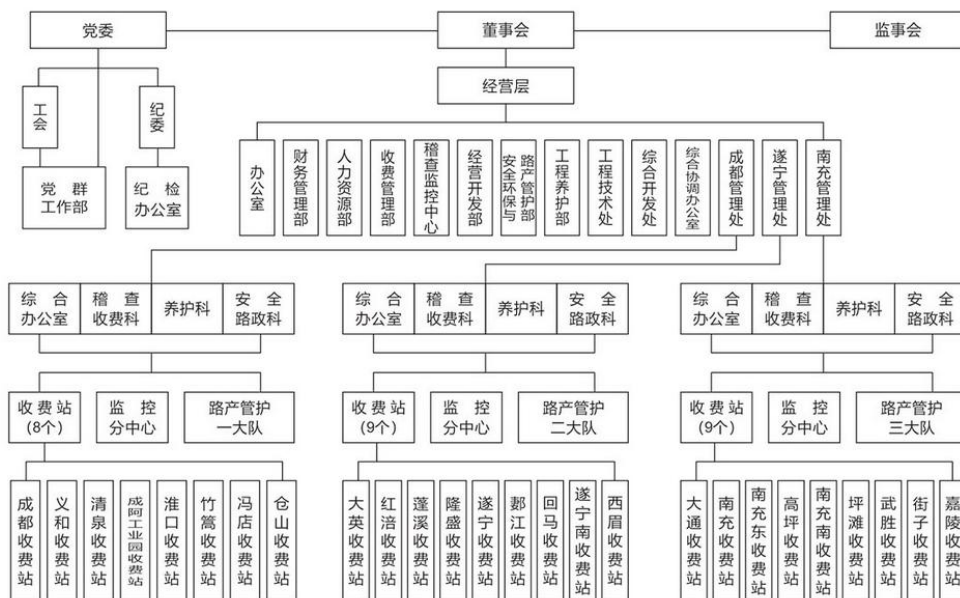 党委
董事会
监事会
经营层
工会
纪委
党群
工作部
纪检
办公室
办公室
财务管理部
人力资源部
收费管理部
稽查监控中心
经营开发部
路产管护部
安全环保与
工程养护部
工程技术处
综合开发处
综合协调办公室
成都管理处
遂宁管理处
南充管理处
综合
办公室
稽查
收费科
养护科
安全
路政科
综合
办公室
稽查
收费科
养护科
安全
路政科
综合
办公室
稽查
收费科
养护科
安全
路政科
收费站
(8个)
监控
分中心
路产管护
一大队
收费站
(9个)
监控
分中心
路产管护
二大队
收费站
(9个)
监控
分中心
路产管护
三大队
成都收费站
义和收费站
清泉收费站
成阿工业园收费站
淮口收费站
竹篙收费站
冯店收费站
仓山收费站
大英收费站
红涪收费站
蓬溪收费站
隆盛收费站
遂宁收费站
郪江收费站
回马收费站
遂宁南收费站
西眉收费站
大通收费站
南充收费站
南充东收费站
高坪收费站
南充南收费站
坪滩收费站
武胜收费站
街子收费站
嘉陵收费站